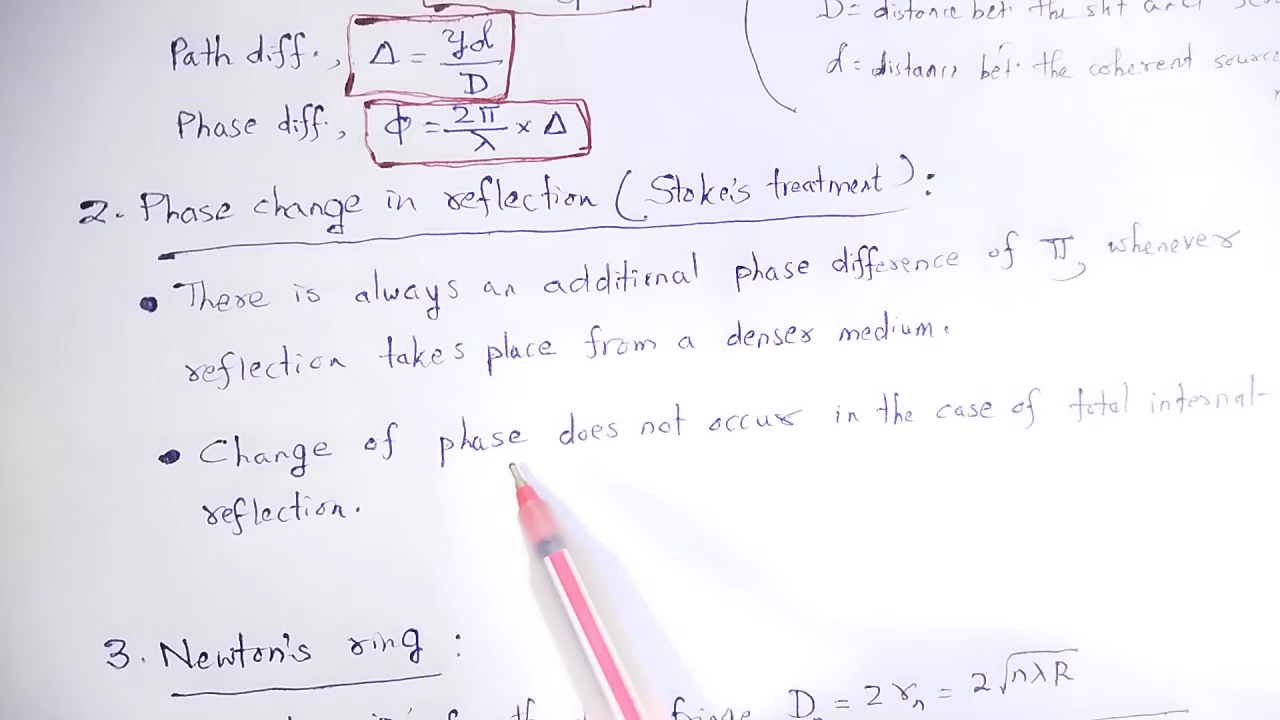 D = distance bet. the slit and
Path diff., Δ = yd/D
d = distance bet. the coherent source
Phase diff., φ = 2π/λ × Δ
2. Phase change in reflection (Stoke's treatment):
• There is always an additional phase difference of π, whenever
reflection takes place from a denser medium.
• Change of phase does not occur in the case of total internal-
reflection.
3. Newton's ring:
fringe Dₙ = 2rₙ = 2√nλR